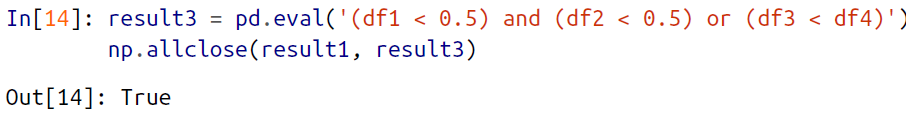 In[14]: result3 = pd.eval('(df1 < 0.5) and (df2 < 0.5) or (df3 < df4)')
np.allclose(result1, result3)
Out[14]: True